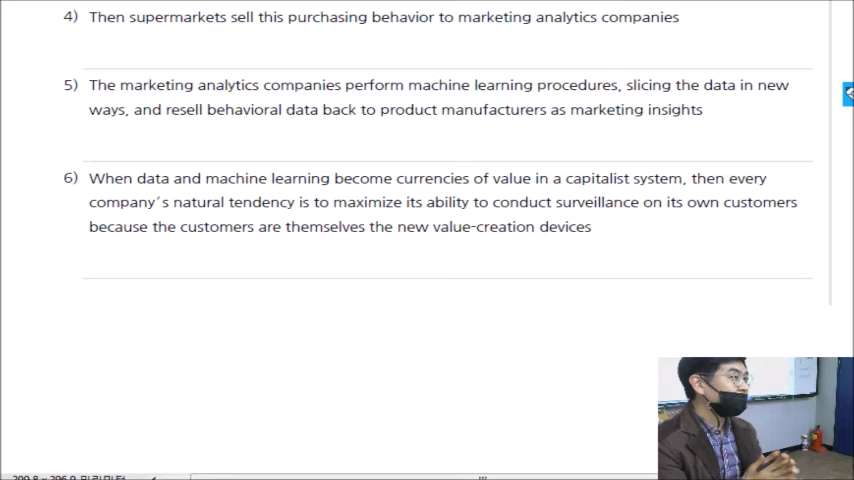 4) Then supermarkets sell this purchasing behavior to marketing analytics companies
5) The marketing analytics companies perform machine learning procedures, slicing the data in new
ways, and resell behavioral data back to product manufacturers as marketing insights
6) When data and machine learning become currencies of value in a capitalist system, then every
company´s natural tendency is to maximize its ability to conduct surveillance on its own customers
because the customers are themselves the new value-creation devices